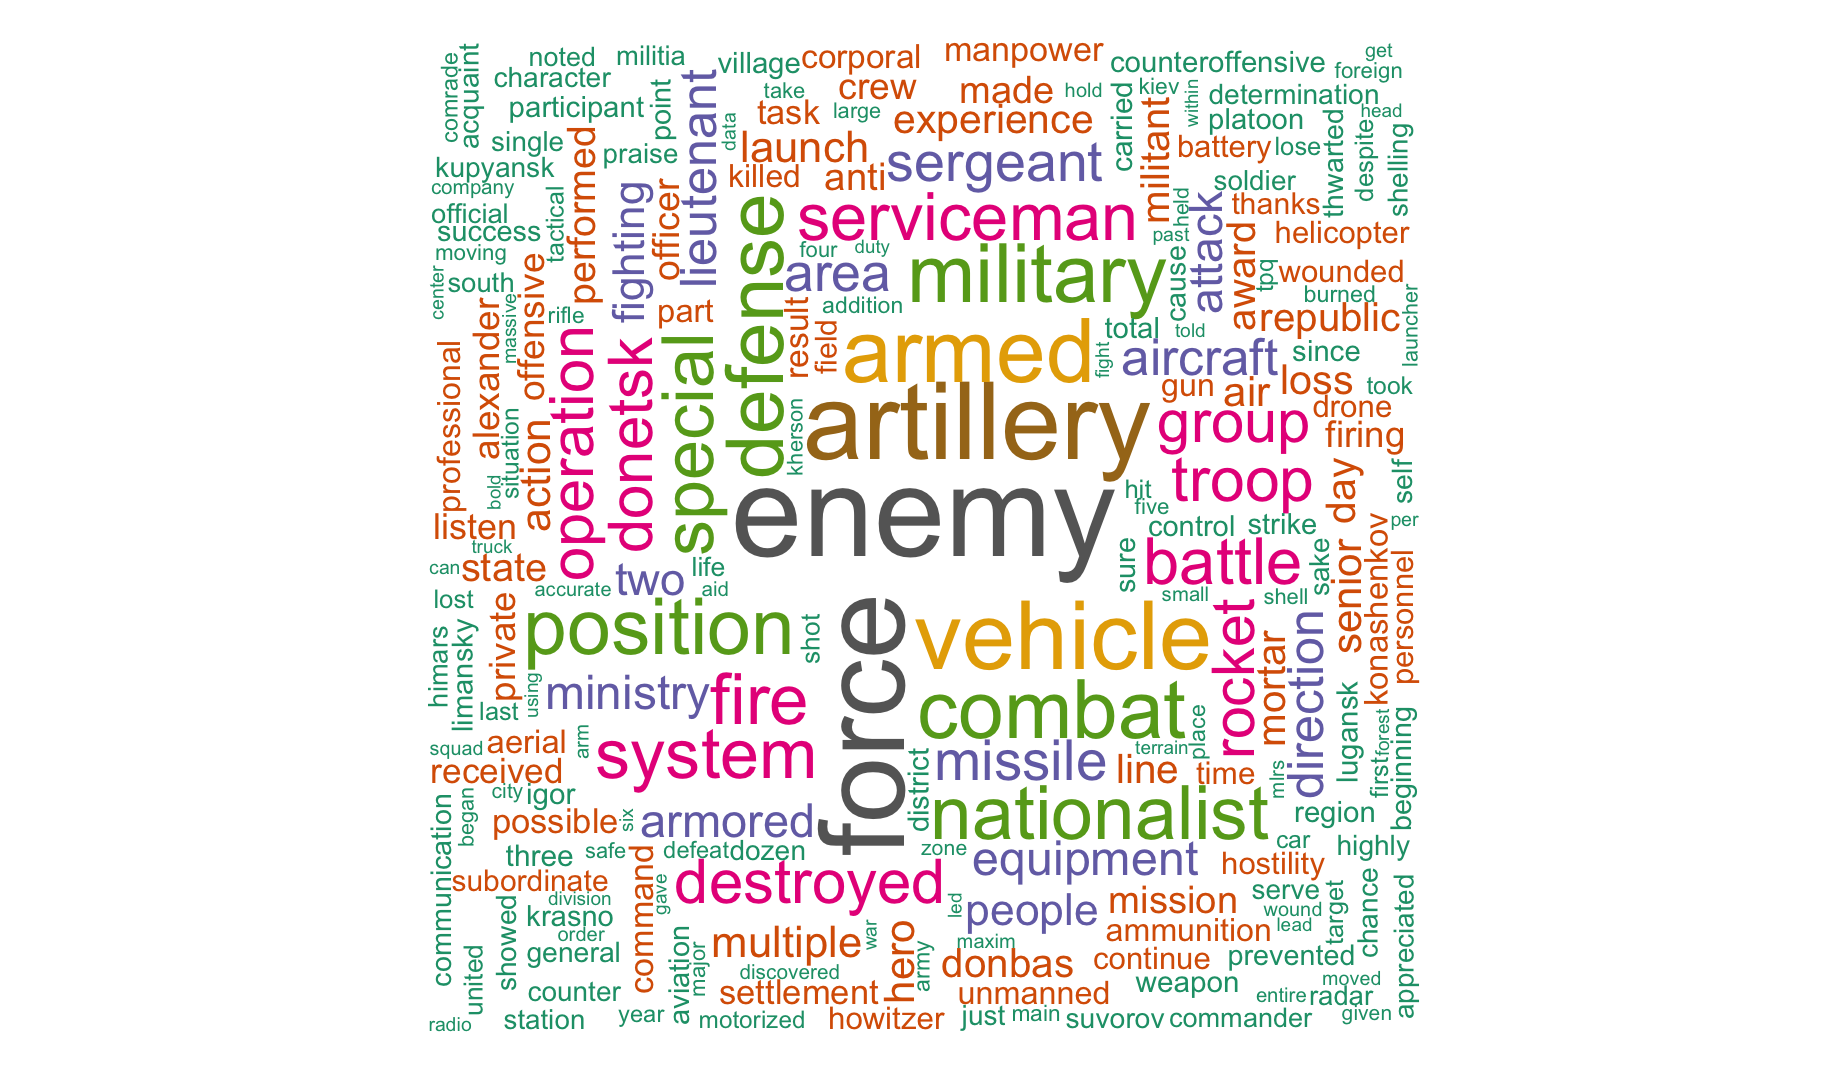 comrade
acquaint
noted
militia
character
participant
point
lieutenant
village
corporal
manpower
counteroffensive
get
foreign
take
crew
made
hold
kiev
within
determination
head
data
task
large
experience
carried
militant
platoon
single
praise
launch
battery
lose
thwarted
despite
shelling
kupyansk
performed
killed
anti
sergeant
soldier
company
official
success
moving
tactical
fighting
officer
defense
serviceman
held
past
attack
thanks
award
helicopter
center
south
massive
offensive
rifle
part
four
duty
area
military
cause
tpq
wounded
burned
launcher
addition
result
field
republic
professional
alexander
operation
donetsk
special
armed
fight
total
told
aircraft
since
situation
action
bold
kherson
artillery
gun
air
loss
took
group
drone
firing
troop
day
self
listen
enemy
hit
five
control
strike
per
truck
can
state
two
life
accurate
aid
sure
battle
small
shell
sake
senior
konashenkov
personnel
lost
himars
limansky
private
position
shot
force
vehicle
rocket
mortar
direction
last
using
ministry
fire
combat
place
lugansk
first
forest
beginning
squad
aerial
arm
system
received
district
missile
terrain
line
time
mlrs
communication
began
city
igor
possible
six
armored
nationalist
region
three
safe
defeat
dozen
zone
equipment
car
hostility
highly
subordinate
command
gave
destroyed
division
showed
krasno
order
general
led
people
mission
serve
wound
target
chance
appreciated
ammunition
lead
united
aviation
major
multiple
war
hero
army
maxim
donbas
continue
prevented
discovered
counter
settlement
unmanned
weapon
moved
entire
radar
radio
station
year
motorized
howitzer
just
main
suvorov
commander
given